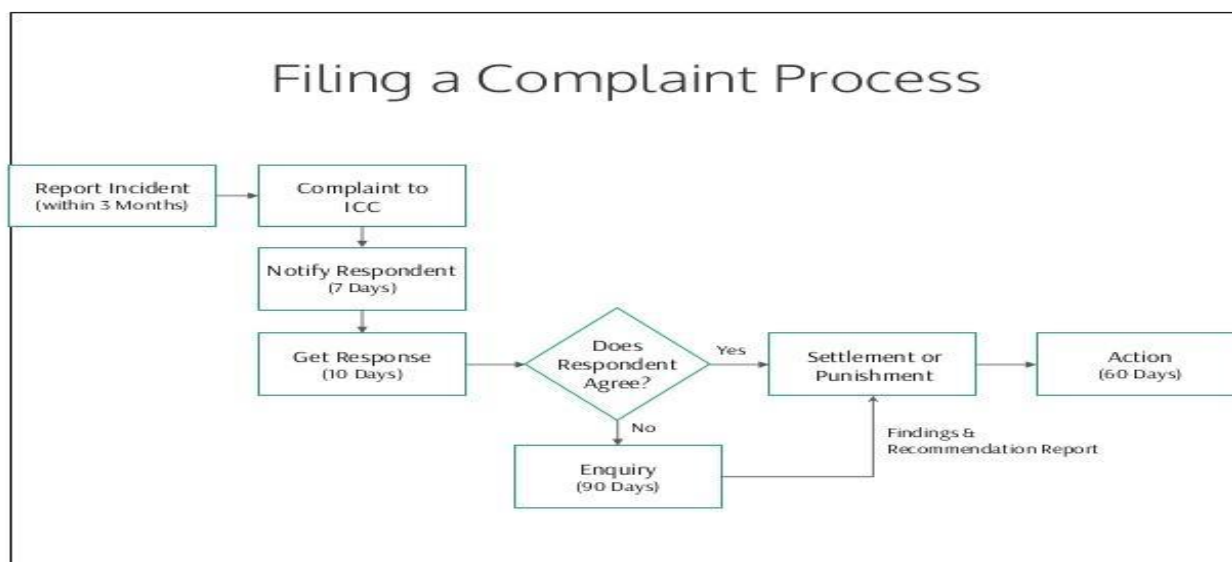 Filing a Complaint Process
Report Incident
(within 3 Months)
Complaint to
ICC
Notify Respondent
(7 Days)
Get Response
(10 Days)
Does
Respondent
Agree?
Yes
No
Settlement or
Punishment
Action
(60 Days)
Enquiry
(90 Days)
Findings &
Recommendation Report